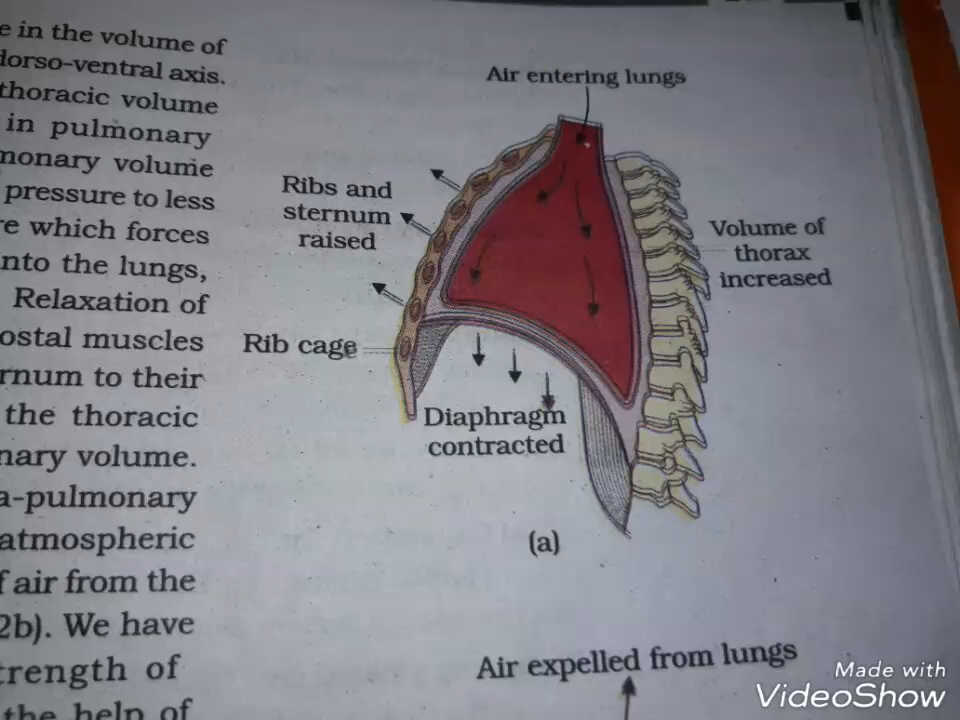 e in the volume of
dorso-ventral axis.
thoracic volume
in pulmonary
monary volume
pressure to less
re which forces
nto the lungs,
Relaxation of
ostal muscles
rnum to their
the thoracic
nary volume.
a-pulmonary
atmospheric
f air from the
2b). We have
trength of
the help of
Air entering lungs
Ribs and
sternum
raised
Volume of
thorax
increased
Rib cage
Diaphragm
contracted
(a)
Air expelled from lungs
Made with
VideoShow